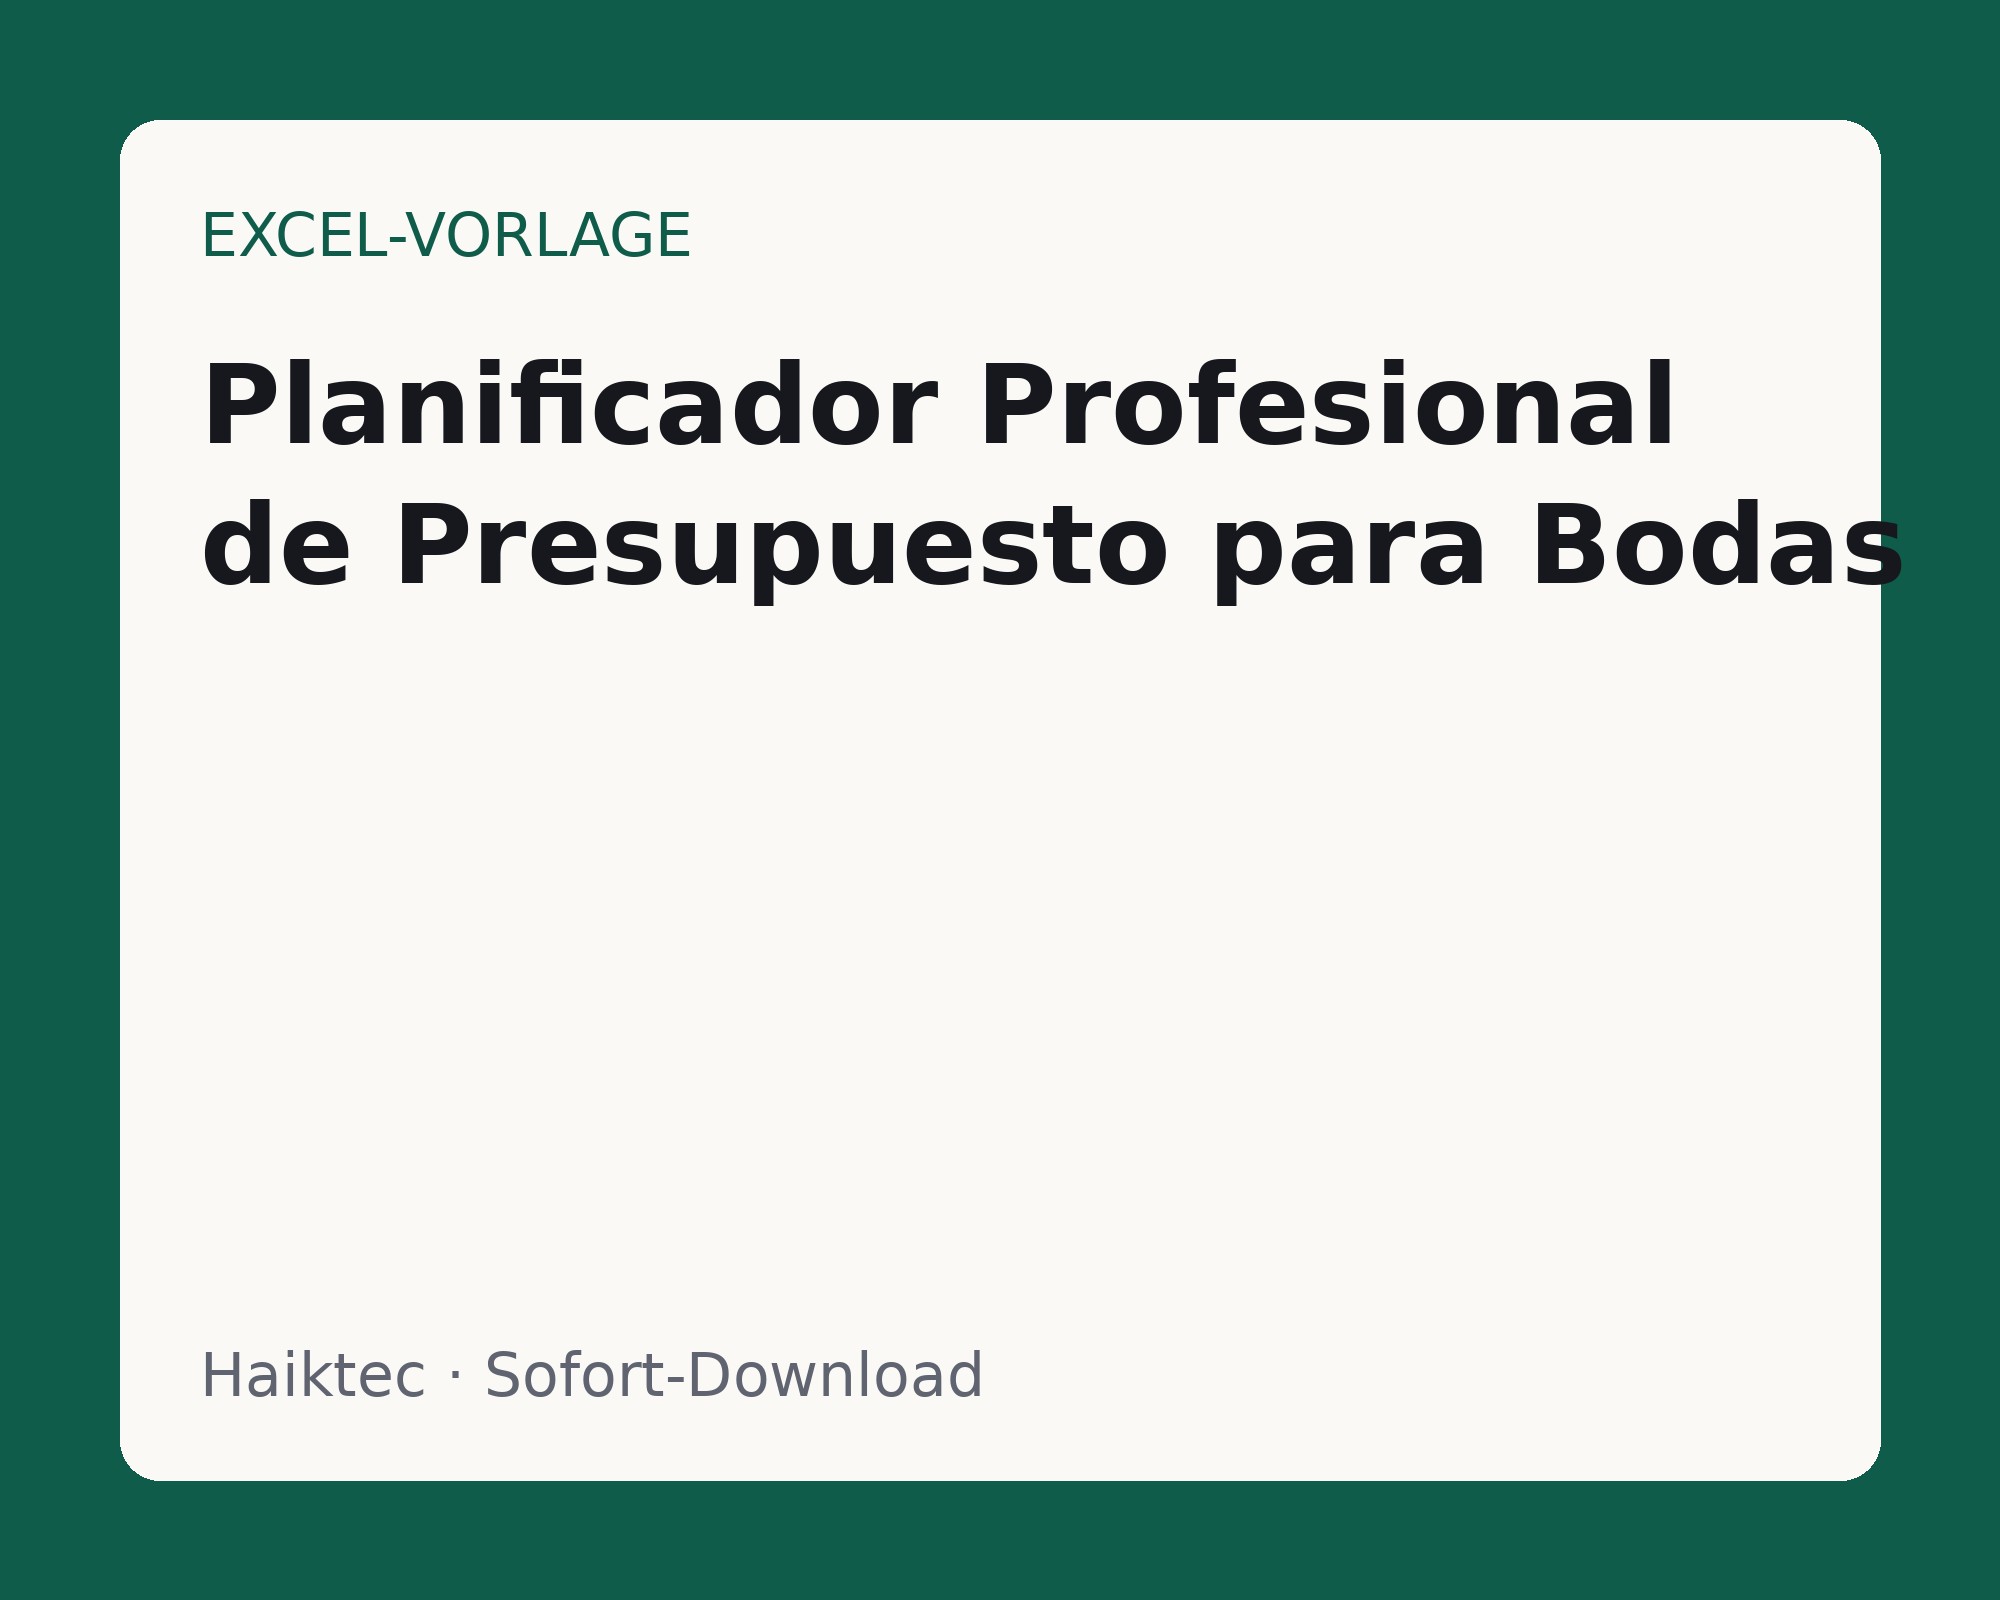 EXCEL-VORLAGE
Planificador Profesional
de Presupuesto para Bodas
Haiktec · Sofort-Download